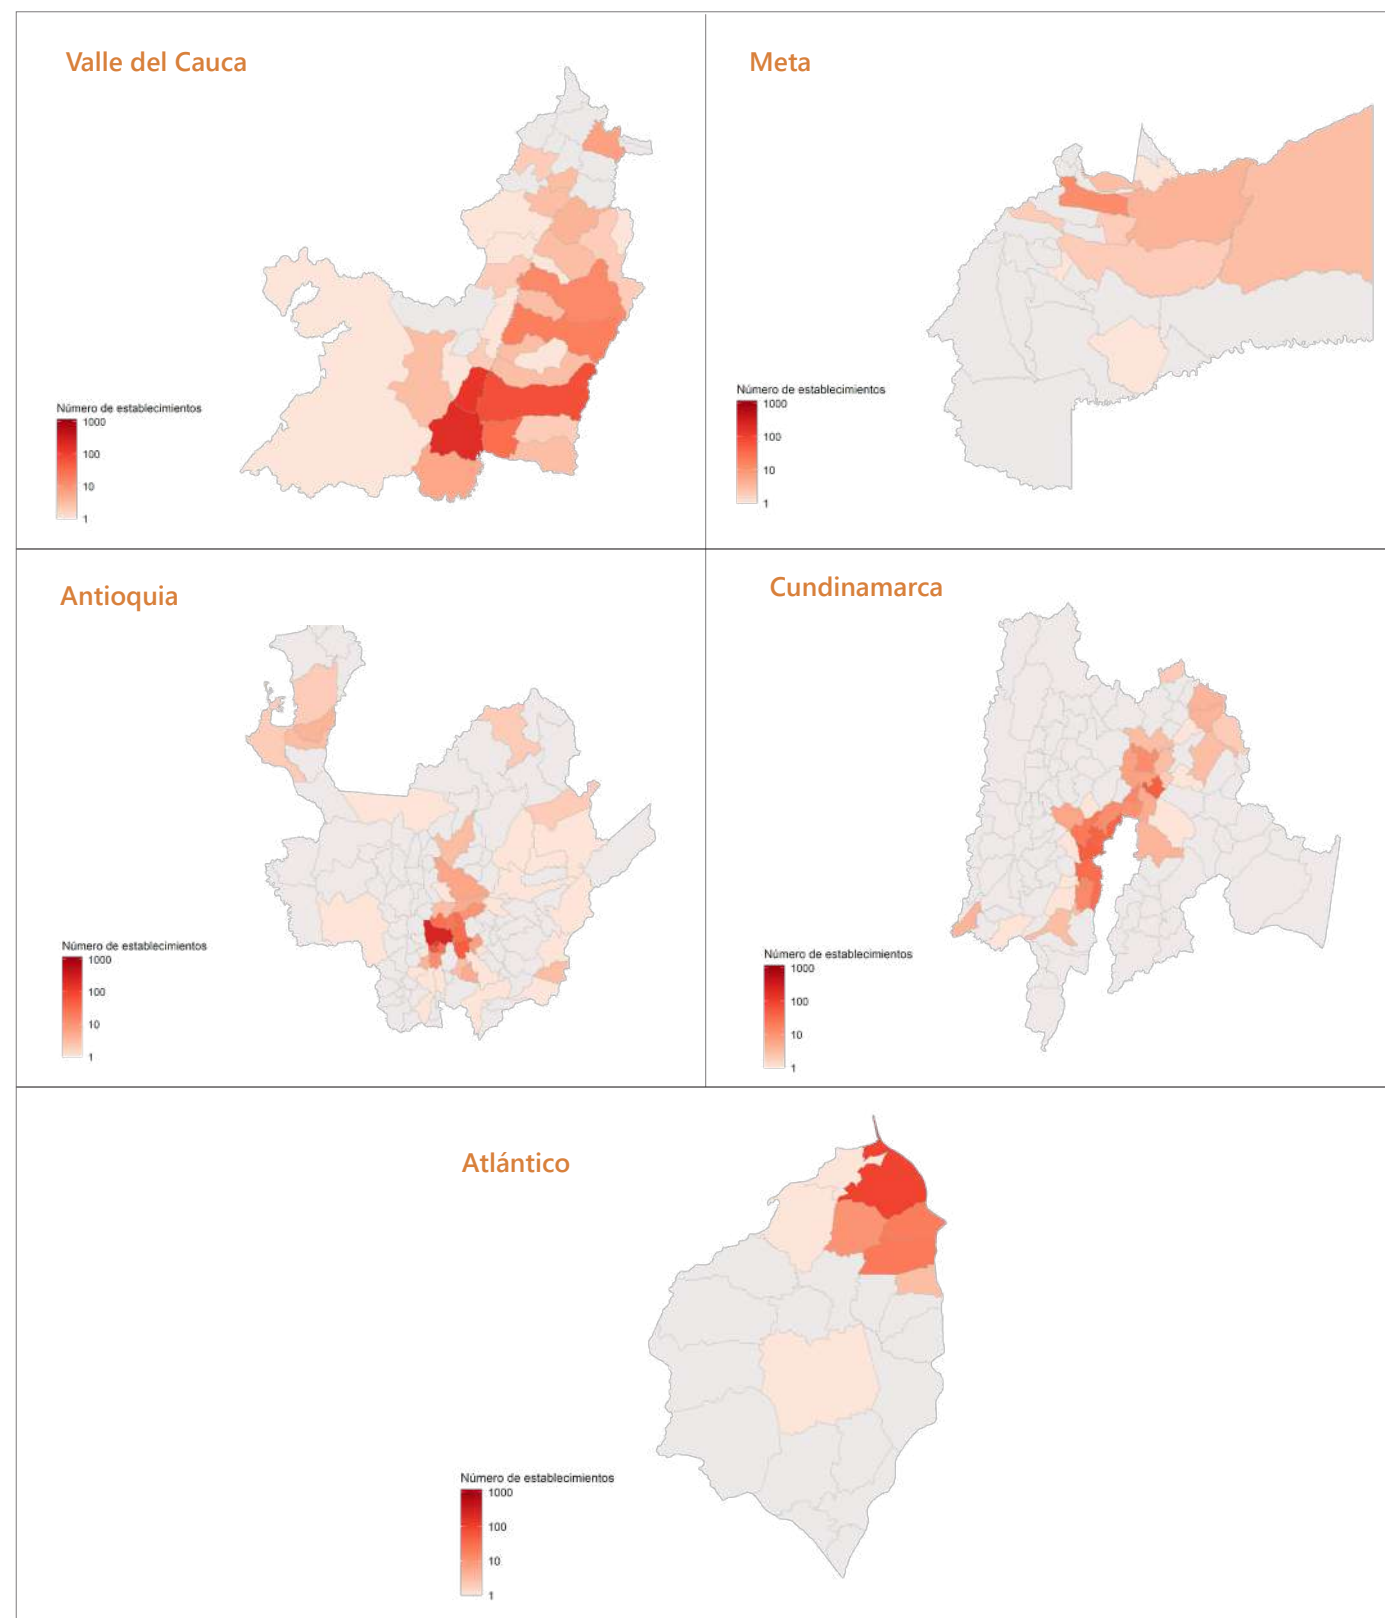 Valle del Cauca
Número de establecimientos
1000
100
10
1
Meta
Número de establecimientos
1000
100
10
1
Antioquia
Número de establecimientos
1000
100
10
1
Cundinamarca
Número de establecimientos
1000
100
10
1
Atlántico
Número de establecimientos
1000
100
10
1